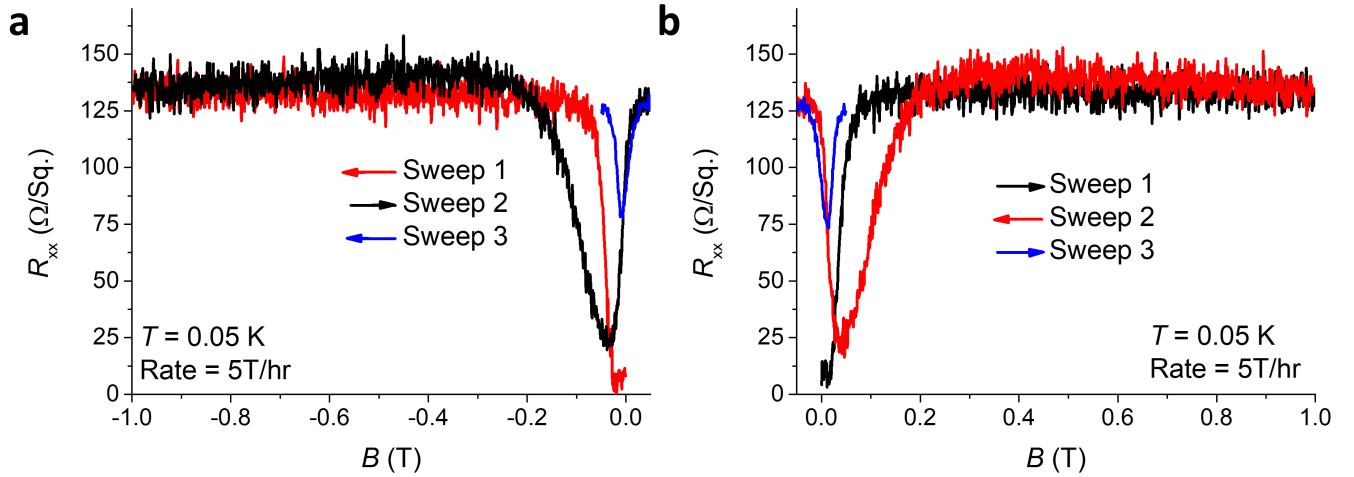 a
150
125
100
75
50
25
0
R_xx (Ω/Sq.)
Sweep 1
Sweep 2
Sweep 3
T = 0.05 K
Rate = 5T/hr
-1.0 -0.8 -0.6 -0.4 -0.2 0.0
B (T)
b
150
125
100
75
50
25
0
R_xx (Ω/Sq.)
Sweep 1
Sweep 2
Sweep 3
T = 0.05 K
Rate = 5T/hr
0.0 0.2 0.4 0.6 0.8 1.0
B (T)